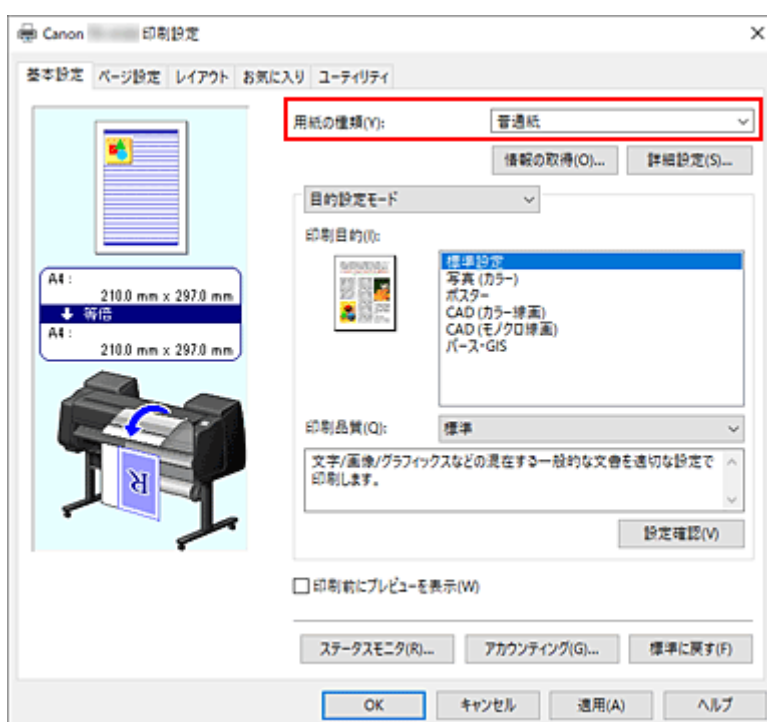 Canon 印刷設定
基本設定 ページ設定 レイアウト お気に入り ユーティリティ
用紙の種類(Y): 普通紙
情報の取得(O)... 詳細設定(S)...
目的設定モード
印刷目的(I):
標準設定
写真 (カラー)
ポスター
CAD (カラー線画)
CAD (モノクロ線画)
パース・GIS
A4 :
210.0 mm x 297.0 mm
等倍
A4 :
210.0 mm x 297.0 mm
R
印刷品質(Q): 標準
文字/画像/グラフィックスなどの混在する一般的な文書を適切な設定で
印刷します。
設定確認(V)
印刷前にプレビューを表示(W)
ステータスモニタ(R)... アカウンティング(G)... 標準に戻す(F)
OK キャンセル 適用(A) ヘルプ